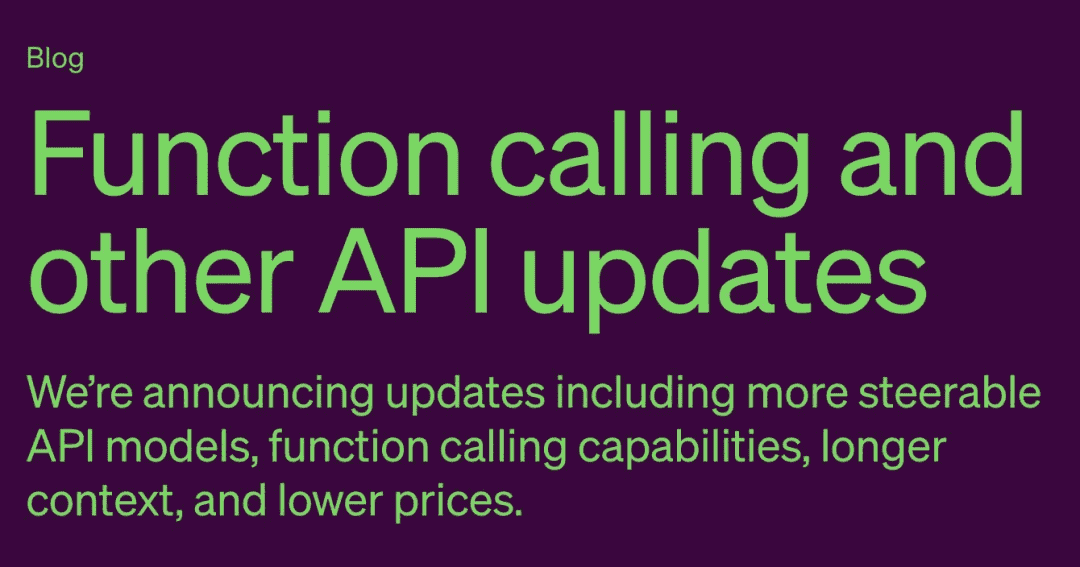 Blog
Function calling and
other API updates
We’re announcing updates including more steerable
API models, function calling capabilities, longer
context, and lower prices.